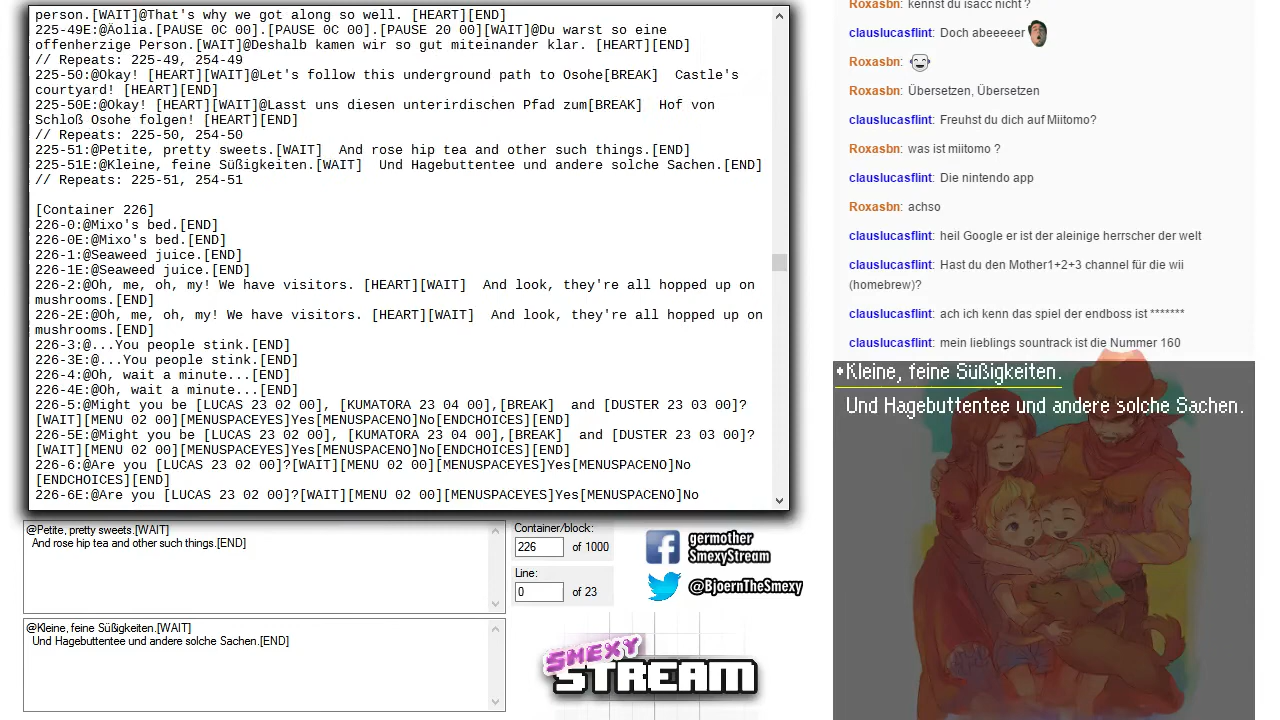 person.[WAIT]@That's why we got along so well. [HEART][END]
225-49E:@Äolia.[PAUSE 0C 00].[PAUSE 0C 00].[PAUSE 20 00][WAIT]@Du warst so eine
offenherzige Person.[WAIT]@Deshalb kamen wir so gut miteinander klar. [HEART][END]
// Repeats: 225-49, 254-49
225-50:@Okay! [HEART][WAIT]@Let's follow this underground path to Osohe[BREAK]  Castle's
courtyard! [HEART][END]
225-50E:@Okay! [HEART][WAIT]@Lasst uns diesen unterirdischen Pfad zum[BREAK]  Hof von
Schloß Osohe folgen! [HEART][END]
// Repeats: 225-50, 254-50
225-51:@Petite, pretty sweets.[WAIT]  And rose hip tea and other such things.[END]
225-51E:@Kleine, feine Süßigkeiten.[WAIT]  Und Hagebuttentee und andere solche Sachen.[END]
// Repeats: 225-51, 254-51
[Container 226]
226-0:@Mixo's bed.[END]
226-0E:@Mixo's bed.[END]
226-1:@Seaweed juice.[END]
226-1E:@Seaweed juice.[END]
226-2:@Oh, me, oh, my! We have visitors. [HEART][WAIT]  And look, they're all hopped up on
mushrooms.[END]
226-2E:@Oh, me, oh, my! We have visitors. [HEART][WAIT]  And look, they're all hopped up on
mushrooms.[END]
226-3:@...You people stink.[END]
226-3E:@...You people stink.[END]
226-4:@Oh, wait a minute...[END]
226-4E:@Oh, wait a minute...[END]
226-5:@Might you be [LUCAS 23 02 00], [KUMATORA 23 04 00],[BREAK]  and [DUSTER 23 03 00]?
[WAIT][MENU 02 00][MENUSPACEYES]Yes[MENUSPACENO]No[ENDCHOICES][END]
226-5E:@Might you be [LUCAS 23 02 00], [KUMATORA 23 04 00],[BREAK]  and [DUSTER 23 03 00]?
[WAIT][MENU 02 00][MENUSPACEYES]Yes[MENUSPACENO]No[ENDCHOICES][END]
226-6:@Are you [LUCAS 23 02 00]?[WAIT][MENU 02 00][MENUSPACEYES]Yes[MENUSPACENO]No
[ENDCHOICES][END]
226-6E:@Are you [LUCAS 23 02 00]?[WAIT][MENU 02 00][MENUSPACEYES]Yes[MENUSPACENO]No
@Petite, pretty sweets.[WAIT]
And rose hip tea and other such things.[END]
@Kleine, feine Süßigkeiten.[WAIT]
Und Hagebuttentee und andere solche Sachen.[END]
Container/block:
226 of 1000
Line:
0 of 23
germother
SmexyStream
@BjoernTheSmexy
SMEXY
STREAM
Roxasbn: kennst du isacc nicht ?
clauslucasflint: Doch abeeeeer
Roxasbn:
Roxasbn: Übersetzen, Übersetzen
clauslucasflint: Freuhst du dich auf Miitomo?
Roxasbn: was ist miitomo ?
clauslucasflint: Die nintendo app
Roxasbn: achso
clauslucasflint: heil Google er ist der aleinige herrscher der welt
clauslucasflint: Hast du den Mother1+2+3 channel für die wii
(homebrew)?
clauslucasflint: ach ich kenn das spiel der endboss ist *******
clauslucasflint: mein lieblings sountrack ist die Nummer 160
Kleine, feine Süßigkeiten.
Und Hagebuttentee und andere solche Sachen.